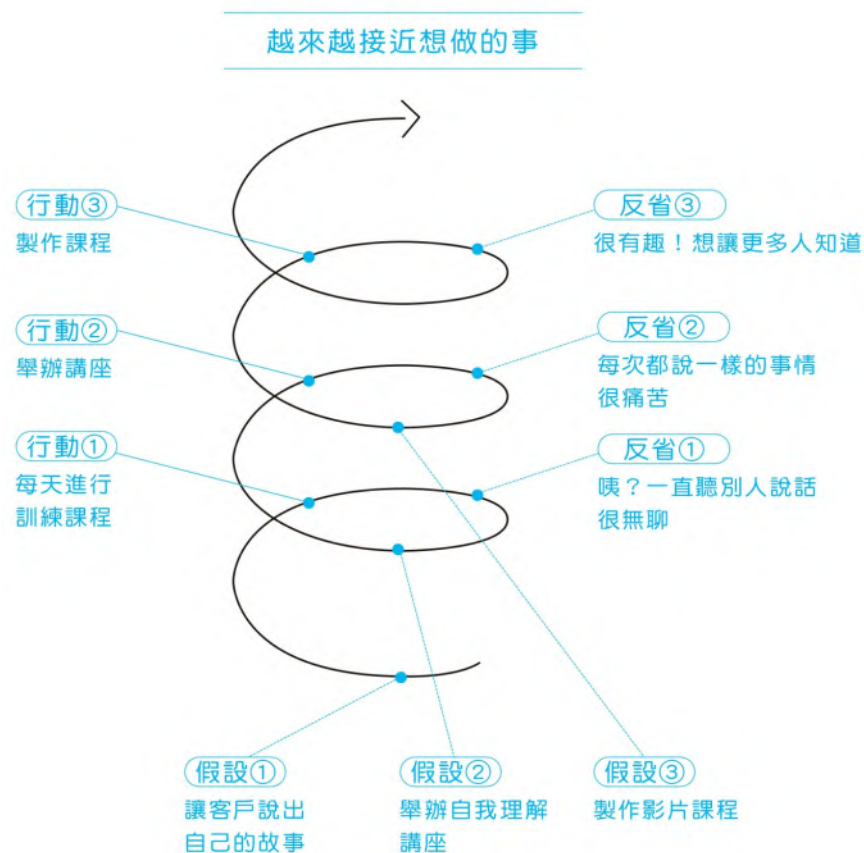 越來越接近想做的事
行動③
製作課程
反省③
很有趣！想讓更多人知道
行動②
舉辦講座
反省②
每次都說一樣的事情
很痛苦
行動①
每天進行
訓練課程
反省①
咦？一直聽別人說話
很無聊
假設①
讓客戶說出
自己的故事
假設②
舉辦自我理解
講座
假設③
製作影片課程